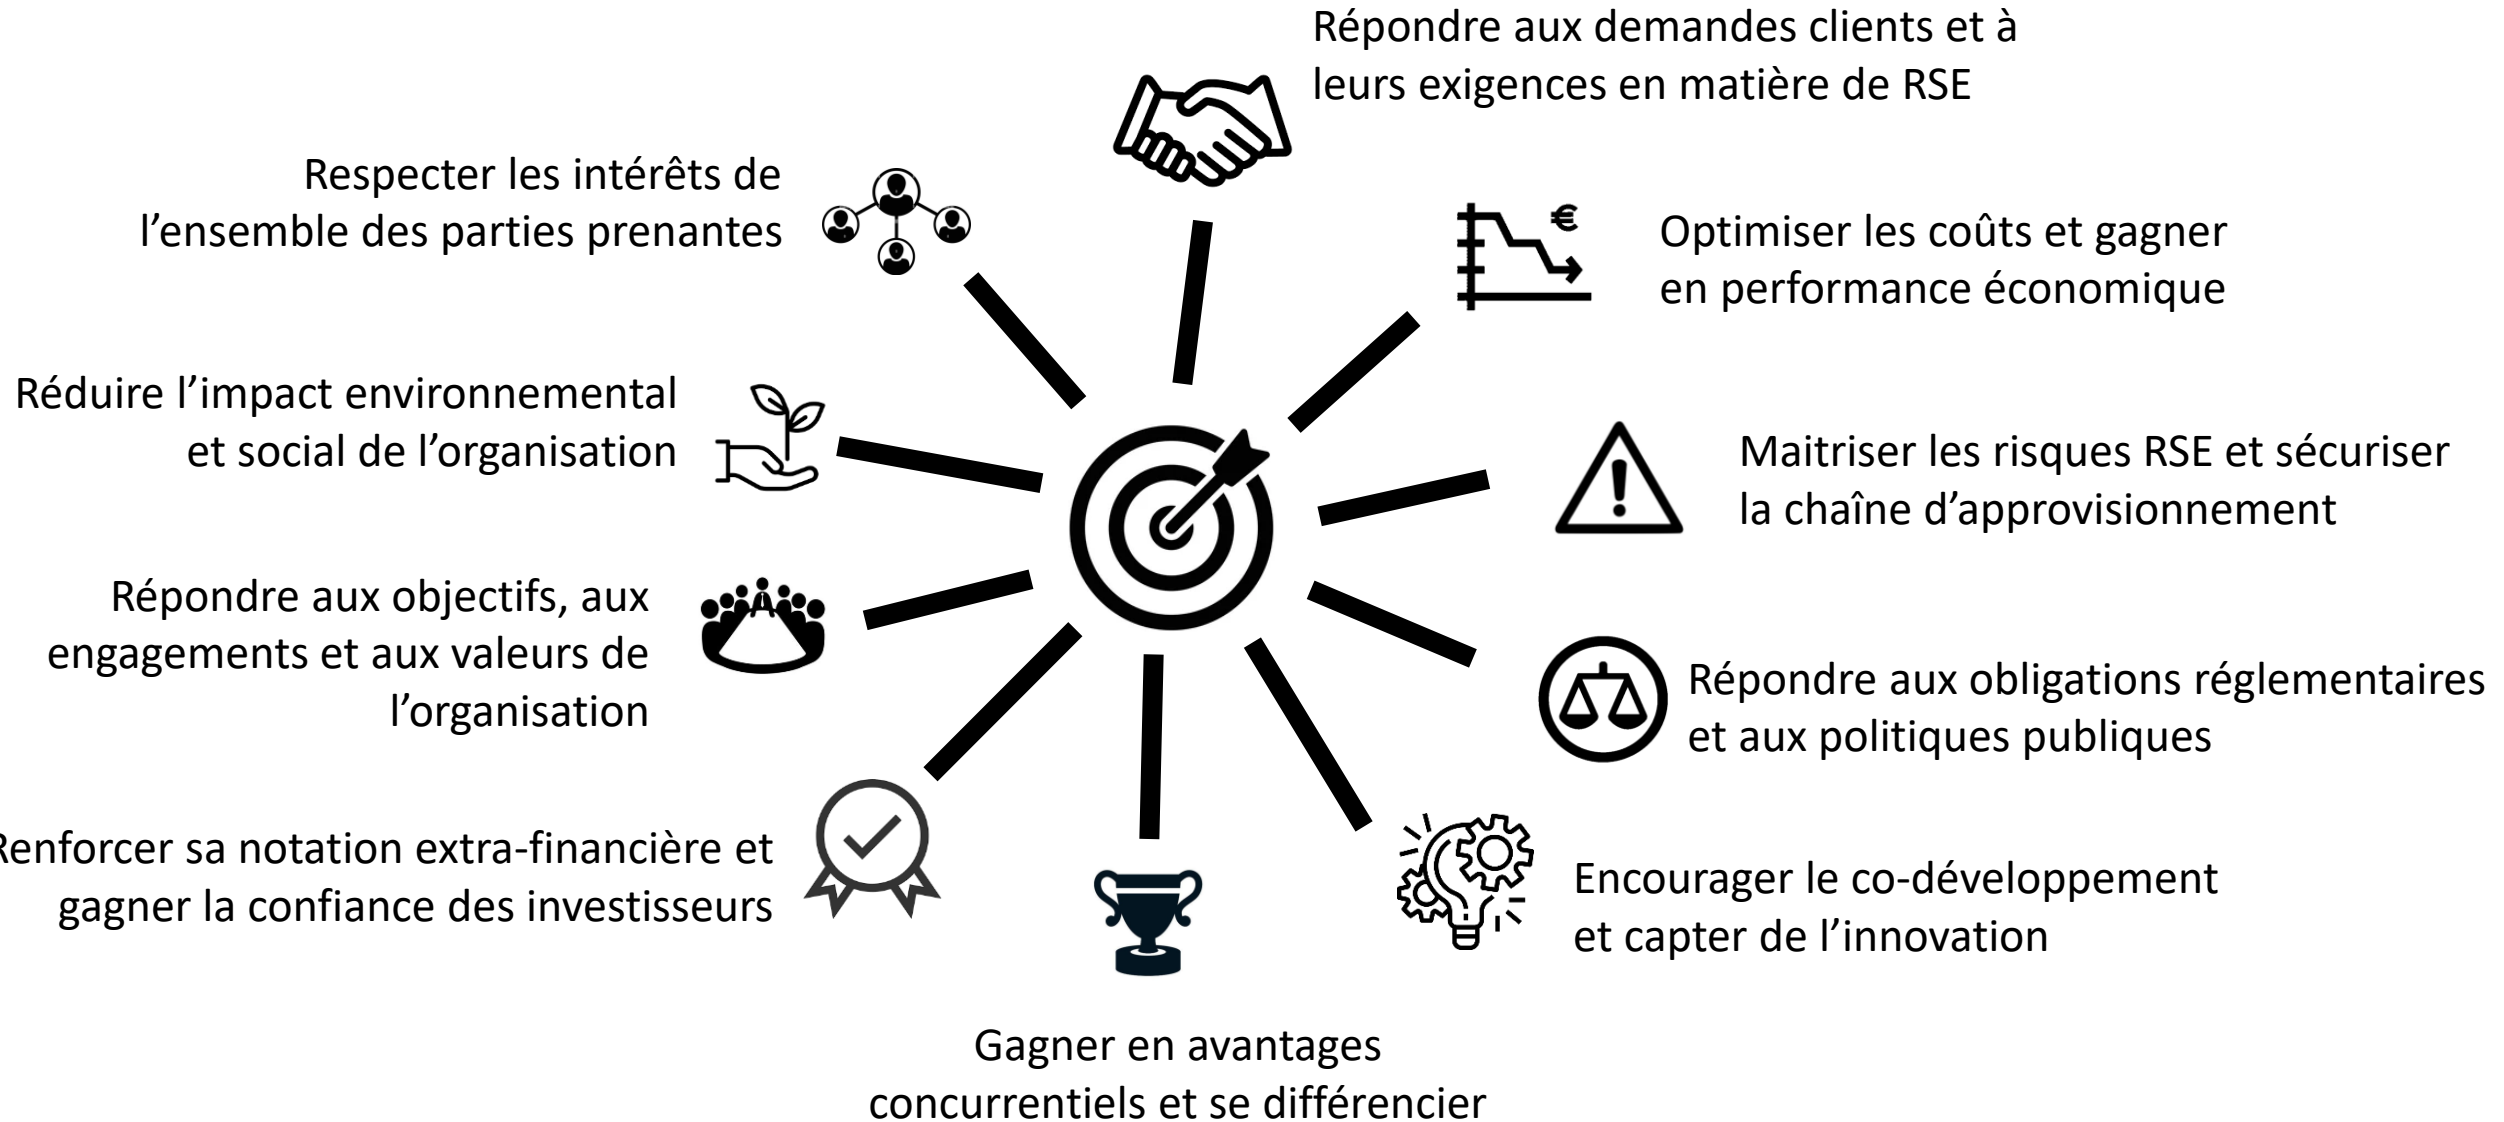 Répondre aux demandes clients et à
leurs exigences en matière de RSE
Optimiser les coûts et gagner
en performance économique
Maitriser les risques RSE et sécuriser
la chaîne d’approvisionnement
Répondre aux obligations réglementaires
et aux politiques publiques
Encourager le co-développement
et capter de l’innovation
Gagner en avantages
concurrentiels et se différencier
Renforcer sa notation extra-financière et
gagner la confiance des investisseurs
Répondre aux objectifs, aux
engagements et aux valeurs de
l’organisation
Réduire l’impact environnemental
et social de l’organisation
Respecter les intérêts de
l’ensemble des parties prenantes
€